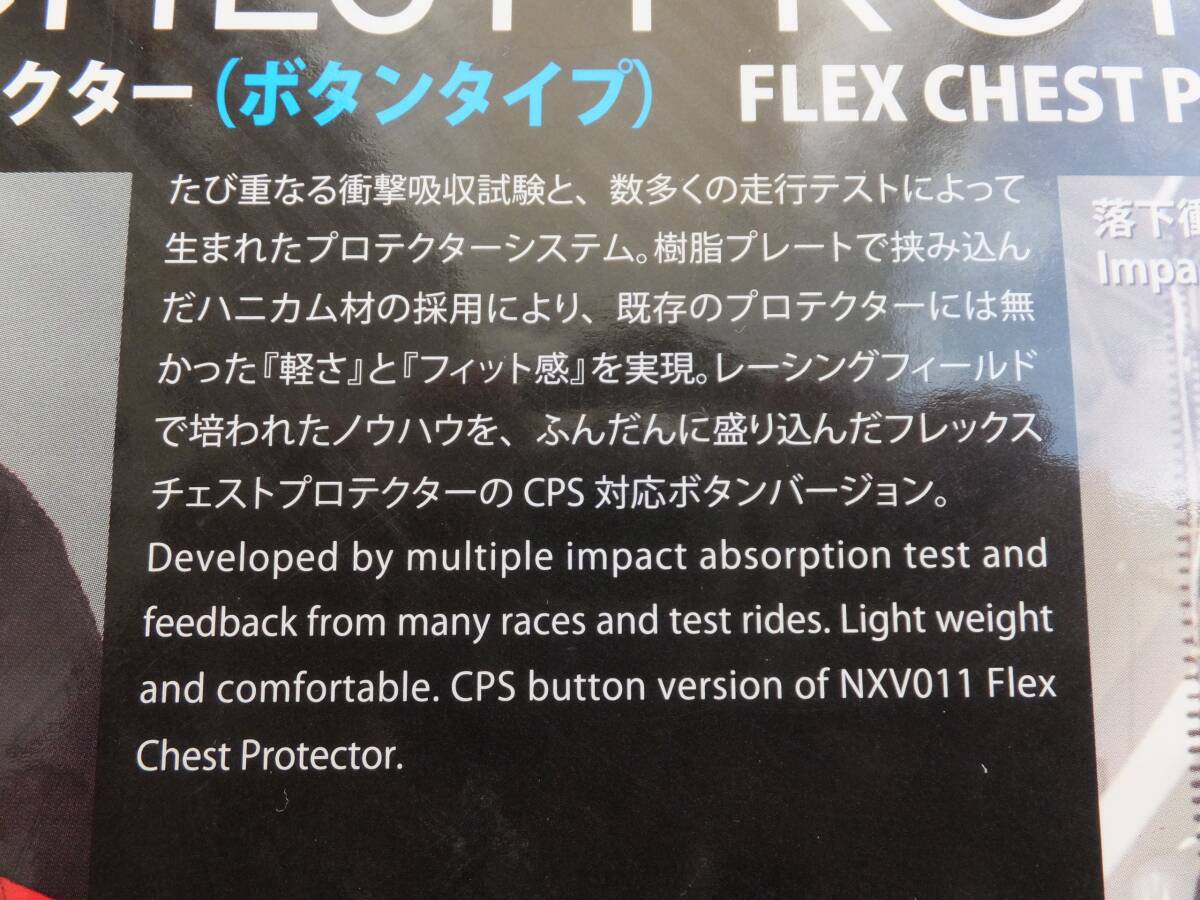 クター（ボタンタイプ） FLEX CHEST P
たび重なる衝撃吸収試験と、数多くの走行テストによって
生まれたプロテクターシステム。樹脂プレートで挟み込ん
だハニカム材の採用により、既存のプロテクターには無
かった『軽さ』と『フィット感』を実現。レーシングフィールド
で培われたノウハウを、ふんだんに盛り込んだフレックス
チェストプロテクターの CPS 対応ボタンバージョン。
Developed by multiple impact absorption test and
feedback from many races and test rides. Light weight
and comfortable. CPS button version of NXV011 Flex
Chest Protector.
落下衝
Impa